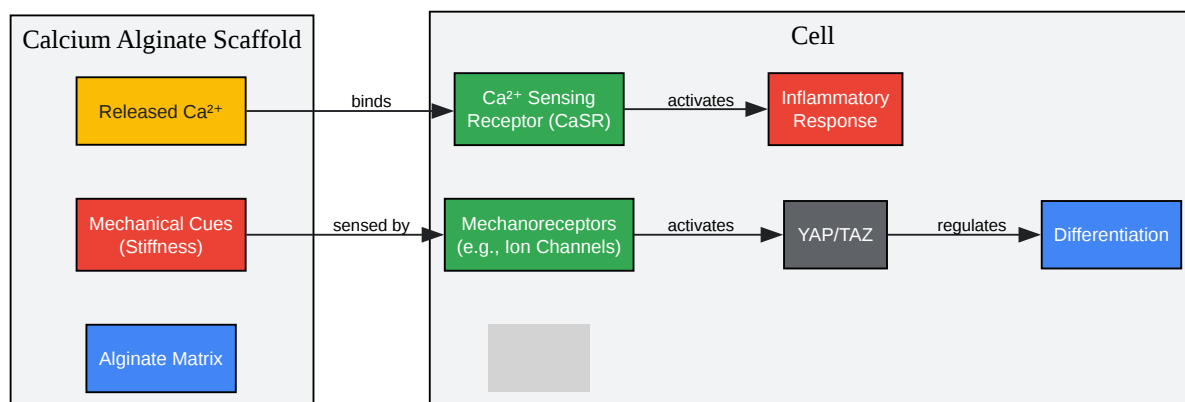 Calcium Alginate Scaffold
Cell
Released Ca²⁺
binds
Ca²⁺ Sensing
Receptor (CaSR)
activates
Inflammatory
Response
Mechanical Cues
(Stiffness)
sensed by
Mechanoreceptors
(e.g., Ion Channels)
activates
YAP/TAZ
regulates
Differentiation
Alginate Matrix